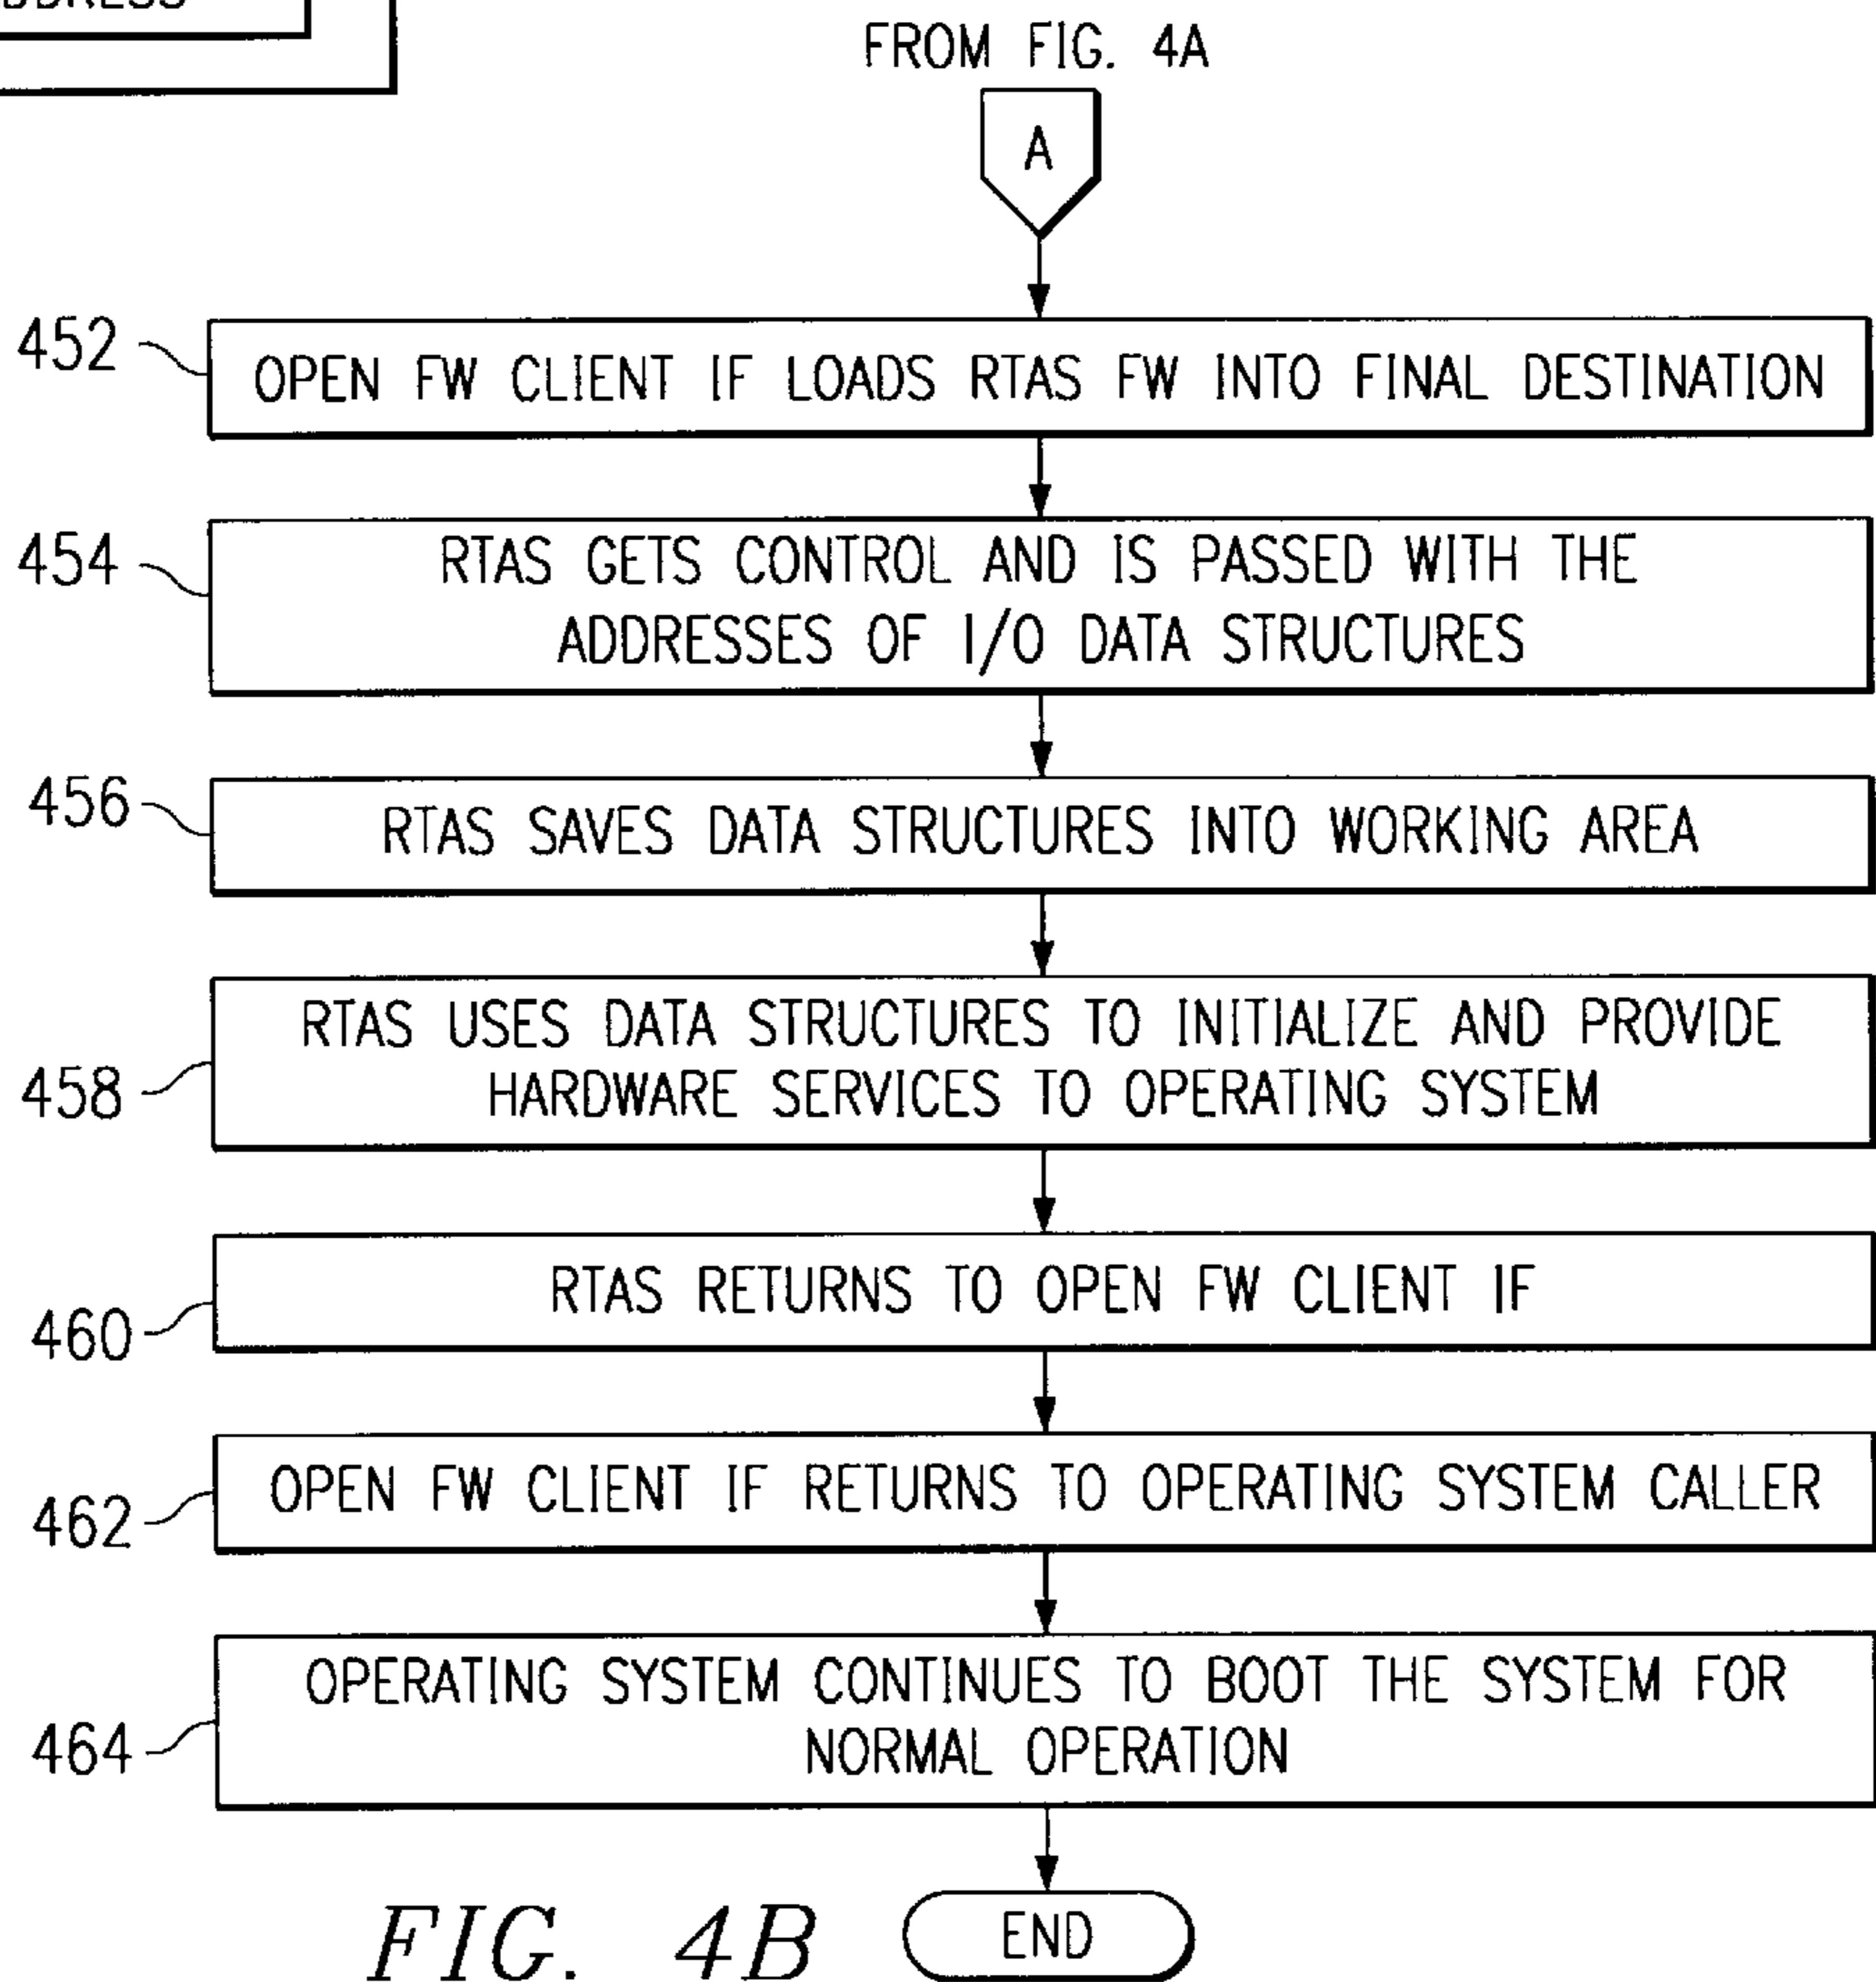 FROM FIG. 4A
A
452
OPEN FW CLIENT IF LOADS RTAS FW INTO FINAL DESTINATION
454
RTAS GETS CONTROL AND IS PASSED WITH THE
ADDRESSES OF I/O DATA STRUCTURES
456
RTAS SAVES DATA STRUCTURES INTO WORKING AREA
458
RTAS USES DATA STRUCTURES TO INITIALIZE AND PROVIDE
HARDWARE SERVICES TO OPERATING SYSTEM
460
RTAS RETURNS TO OPEN FW CLIENT IF
462
OPEN FW CLIENT IF RETURNS TO OPERATING SYSTEM CALLER
464
OPERATING SYSTEM CONTINUES TO BOOT THE SYSTEM FOR
NORMAL OPERATION
END
FIG. 4B